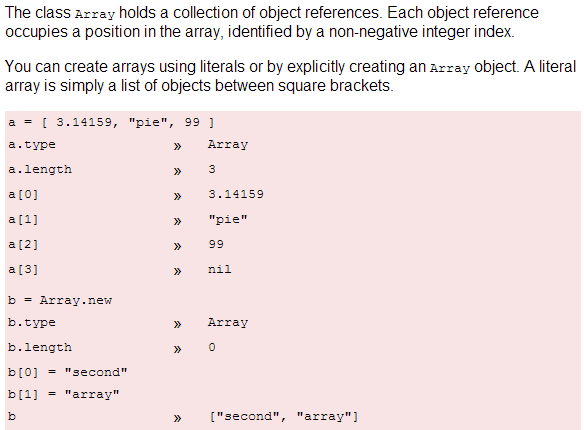 The class Array holds a collection of object references. Each object reference
occupies a position in the array, identified by a non-negative integer index.
You can create arrays using literals or by explicitly creating an Array object. A literal
array is simply a list of objects between square brackets.
a = [ 3.14159, "pie", 99 ]
a.type » Array
a.length » 3
a[0] » 3.14159
a[1] » "pie"
a[2] » 99
a[3] » nil
b = Array.new
b.type » Array
b.length » 0
b[0] = "second"
b[1] = "array"
b » ["second", "array"]